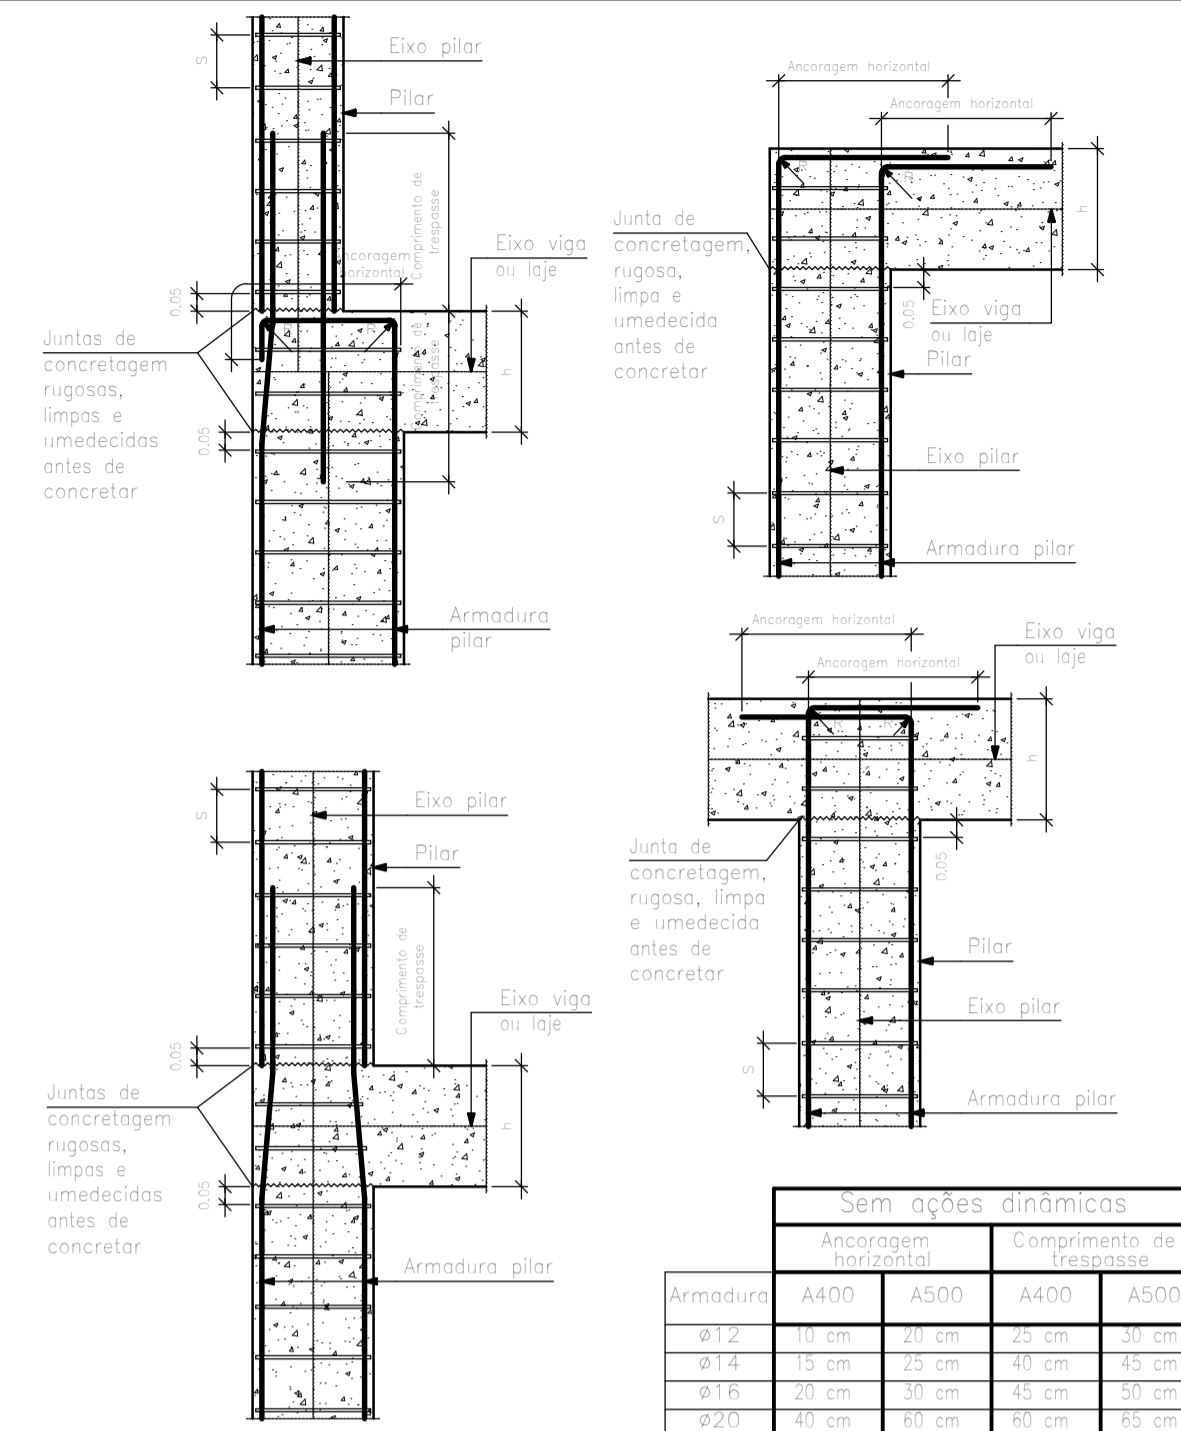 Eixo pilar
S
Pilar
Comprimento de
trespasse
Eixo viga
ou laje
ncoragem
horizontal
0.05
R
R
Juntas de
concretagem
rugosas,
limpas e
umedecidas
antes de
concretar
Comprimento de
trespasse
h
0.05
Armadura
pilar
Ancoragem horizontal
Ancoragem horizontal
R
R
h
Junta de
concretagem,
rugosa,
limpa e
umedecida
antes de
concretar
0.05
Eixo viga
ou laje
Pilar
Eixo pilar
S
Armadura pilar
Ancoragem horizontal
Eixo viga
ou laje
Ancoragem horizontal
R
R
h
Junta de
concretagem,
rugosa, limpa
e umedecida
antes de
concretar
0.05
Pilar
Eixo pilar
S
Armadura pilar
Eixo pilar
S
Pilar
Comprimento de
trespasse
Eixo viga
ou laje
0.05
Juntas de
concretagem
rugosas,
limpas e
umedecidas
antes de
concretar
h
0.05
Armadura pilar
Sem ações dinâmicas
Ancoragem
horizontal
Comprimento de
trespasse
Armadura A400 A500 A400 A500
ø12 10 cm 20 cm 25 cm 30 cm
ø14 15 cm 25 cm 40 cm 45 cm
ø16 20 cm 30 cm 45 cm 50 cm
ø20 40 cm 60 cm 60 cm 65 cm